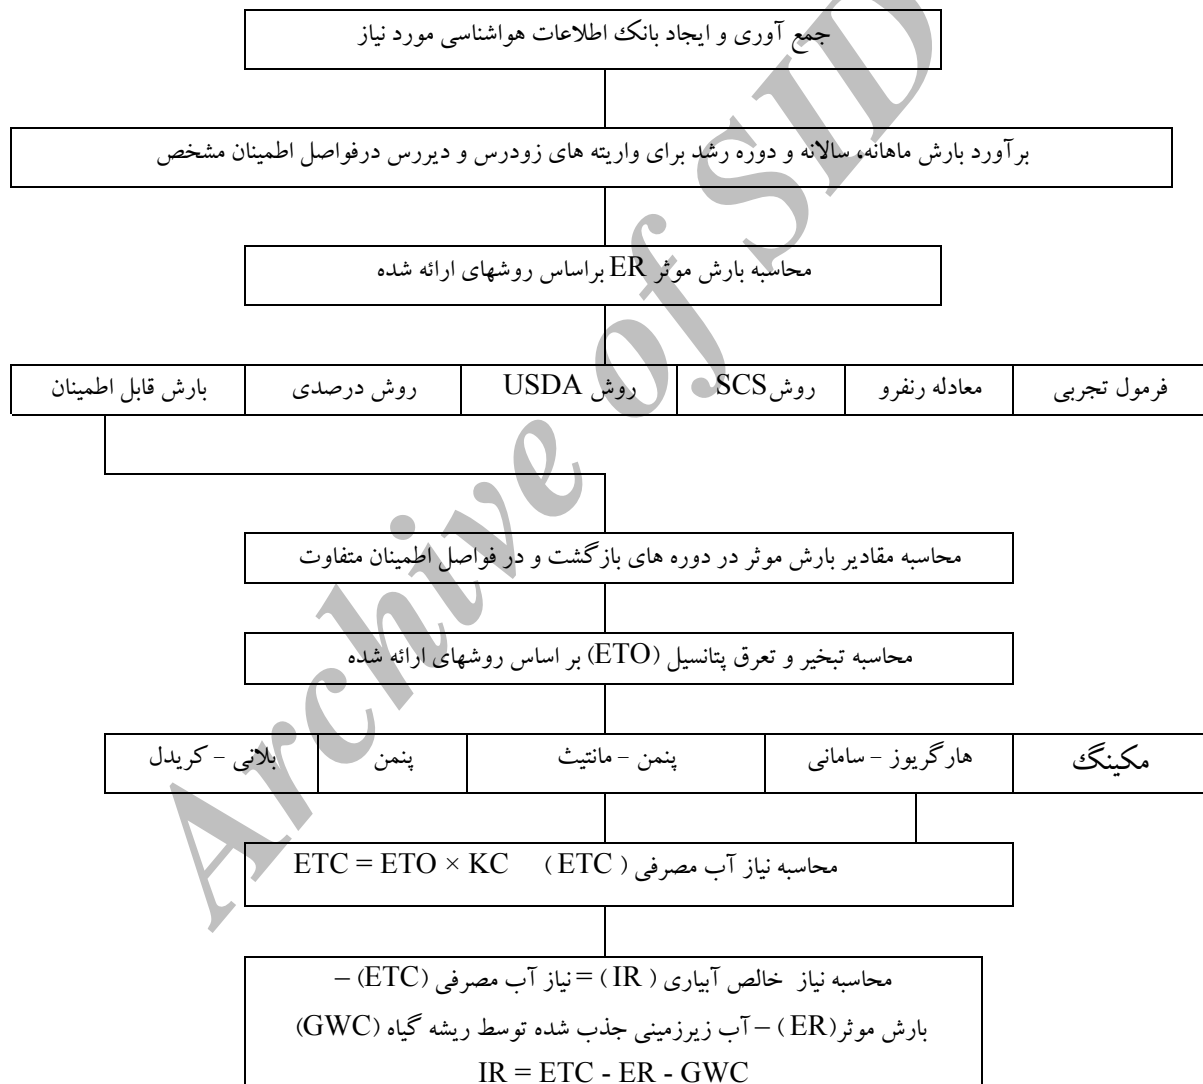 جمع آوری و ایجاد بانک اطلاعات هواشناسی مورد نیاز
برآورد بارش ماهانه، سالانه و دوره رشد برای واریته های زودرس و دیررس درفواصل اطمینان مشخص
محاسبه بارش موثر ER براساس روشهای ارائه شده
فرمول تجربی
معادله رنفرو
روش SCS
روش USDA
روش درصدی
بارش قابل اطمینان
محاسبه مقادیر بارش موثر در دوره های بازگشت و در فواصل اطمینان متفاوت
محاسبه تبخیر و تعرق پتانسیل (ETO) بر اساس روشهای ارائه شده
مکینگ
هارگریوز - سامانی
پنمن - مانتیث
پنمن
بلانی - کریدل
محاسبه نیاز آب مصرفی ( ETC ) ETC = ETO × KC
محاسبه نیاز خالص آبیاری ( IR ) = نیاز آب مصرفی (ETC) –
بارش موثر( ER ) – آب زیرزمینی جذب شده توسط ریشه گیاه (GWC)
IR = ETC - ER - GWC
Archive of SID